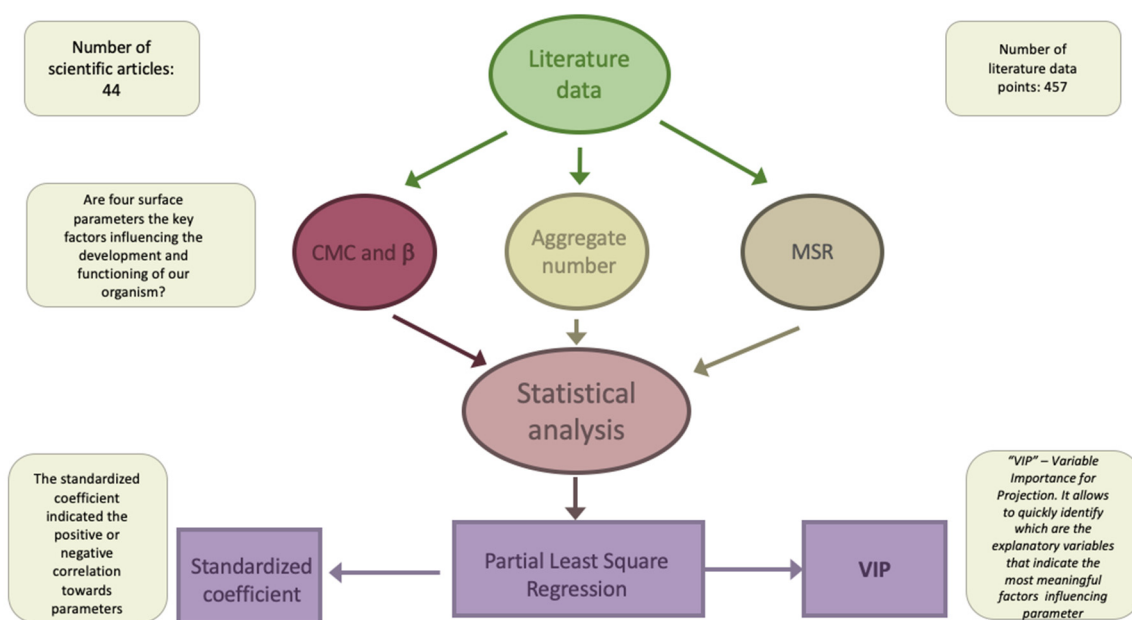 Number of
scientific articles:
44
Literature
data
Number of
literature data
points: 457
Are four surface
parameters the key
factors influencing the
development and
functioning of our
organism?
CMC and β
Aggregate
number
MSR
Statistical
analysis
The standardized
coefficient
indicated the
positive or
negative
correlation
towards
parameters
Standardized
coefficient
Partial Least Square
Regression
VIP
"VIP" – Variable
Importance for
Projection. It allows
to quickly identify
which are the
explanatory variables
that indicate the
most meaningful
factors influencing
parameter